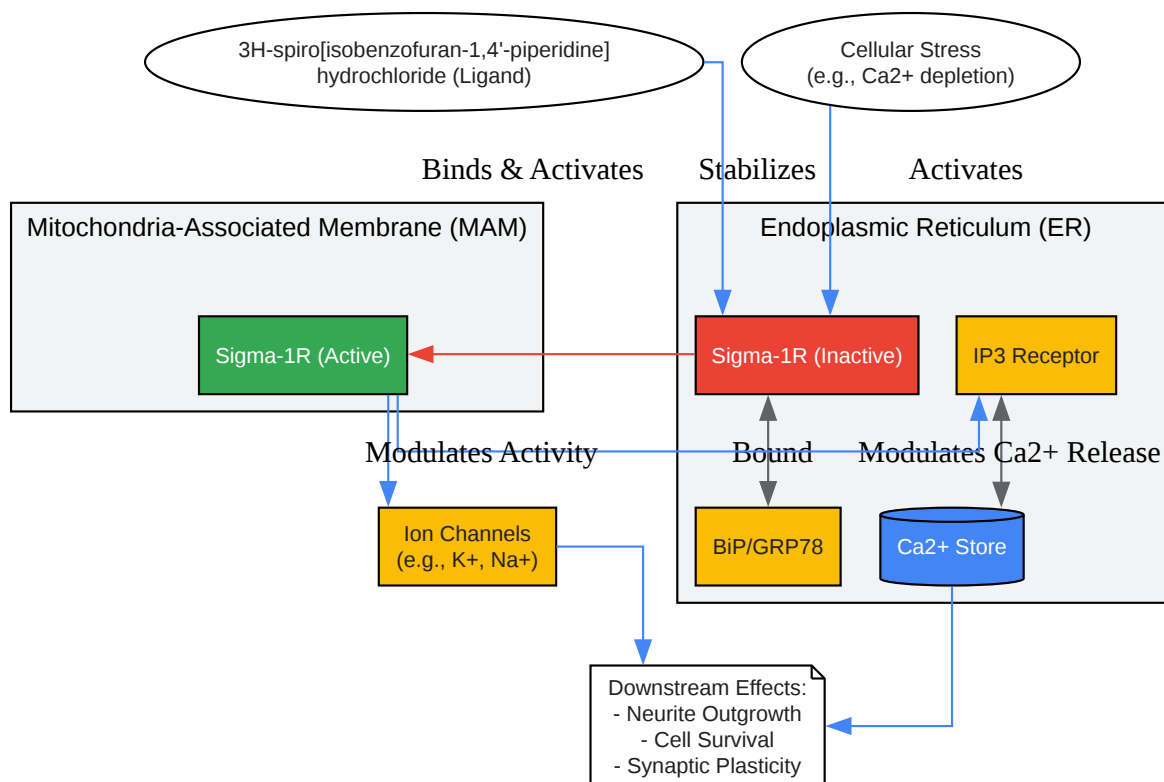 3H-spiro[isobenzofuran-1,4'-piperidine]
hydrochloride (Ligand)
Cellular Stress
(e.g., Ca2+ depletion)
Binds & Activates
Stabilizes
Activates
Mitochondria-Associated Membrane (MAM)
Endoplasmic Reticulum (ER)
Sigma-1R (Active)
Sigma-1R (Inactive)
IP3 Receptor
Modulates Activity
Bound
Modulates Ca2+ Release
Ion Channels
(e.g., K+, Na+)
BiP/GRP78
Ca2+ Store
Downstream Effects:
- Neurite Outgrowth
- Cell Survival
- Synaptic Plasticity